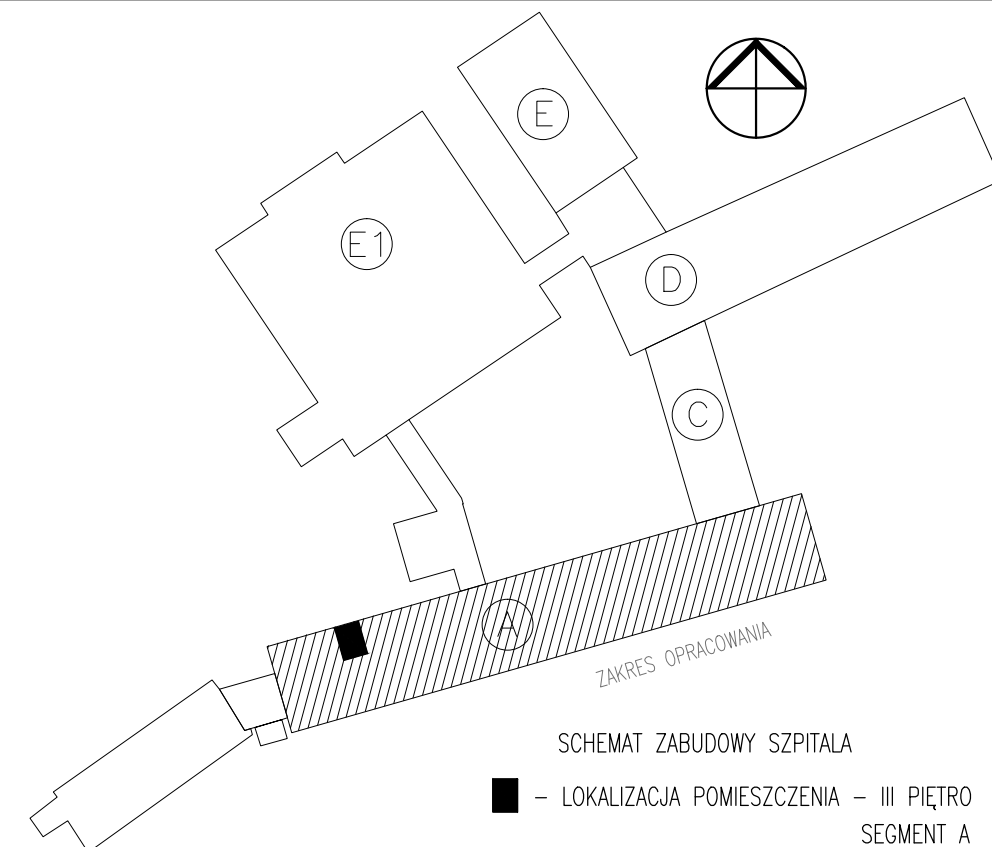 E
E1
D
C
A
ZAKRES OPRACOWANIA
SCHEMAT ZABUDOWY SZPITALA
– LOKALIZACJA POMIESZCZENIA – III PIĘTRO
SEGMENT A